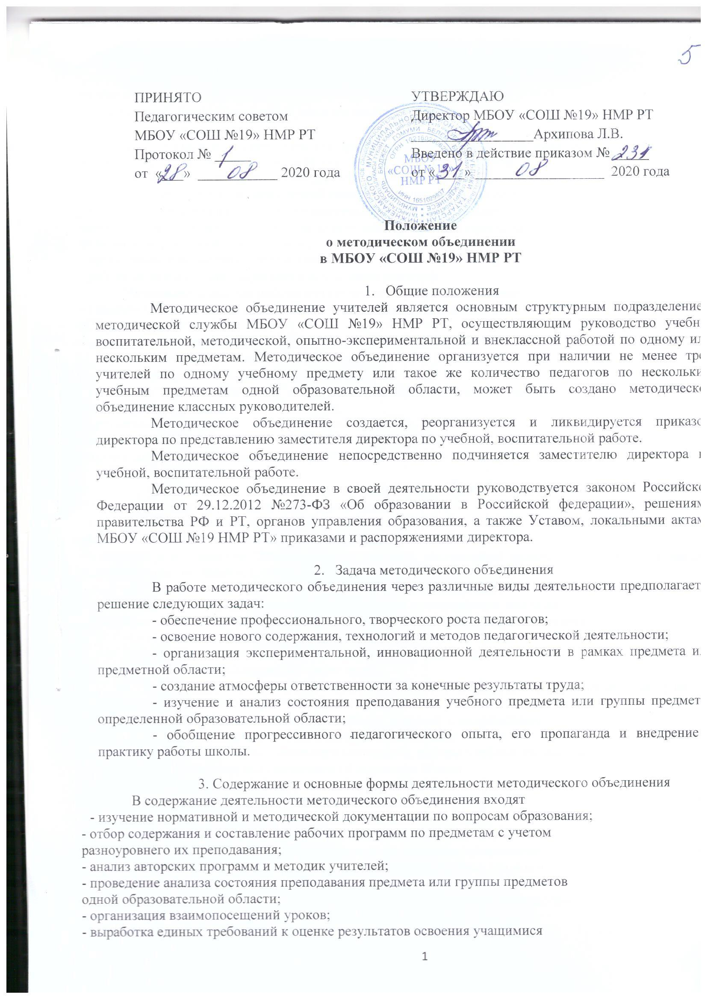 5
ПРИНЯТО
Педагогическим советом
МБОУ «СОШ №19» НМР РТ
Протокол № 1
от «28» 08 2020 года
УТВЕРЖДАЮ
Директор МБОУ «СОШ №19» НМР РТ
Архипова Л.В.
Введено в действие приказом № 231
от «31» 08 2020 года
МБОУ
«СОШ № 19»
НМР РТ
ИНН 1651029837
Положение
о методическом объединении
в МБОУ «СОШ №19» НМР РТ
1. Общие положения
Методическое объединение учителей является основным структурным подразделение
методической службы МБОУ «СОШ №19» НМР РТ, осуществляющим руководство учебн
воспитательной, методической, опытно-экспериментальной и внеклассной работой по одному ил
нескольким предметам. Методическое объединение организуется при наличии не менее тре
учителей по одному учебному предмету или такое же количество педагогов по нескольки
учебным предметам одной образовательной области, может быть создано методическо
объединение классных руководителей.
Методическое объединение создается, реорганизуется и ликвидируется приказо
директора по представлению заместителя директора по учебной, воспитательной работе.
Методическое объединение непосредственно подчиняется заместителю директора п
учебной, воспитательной работе.
Методическое объединение в своей деятельности руководствуется законом Российско
Федерации от 29.12.2012 №273-ФЗ «Об образовании в Российской федерации», решениям
правительства РФ и РТ, органов управления образования, а также Уставом, локальными актам
МБОУ «СОШ №19 НМР РТ» приказами и распоряжениями директора.
2. Задача методического объединения
В работе методического объединения через различные виды деятельности предполагает
решение следующих задач:
- обеспечение профессионального, творческого роста педагогов;
- освоение нового содержания, технологий и методов педагогической деятельности;
- организация экспериментальной, инновационной деятельности в рамках предмета ил
предметной области;
- создание атмосферы ответственности за конечные результаты труда;
- изучение и анализ состояния преподавания учебного предмета или группы предмет
определенной образовательной области;
- обобщение прогрессивного педагогического опыта, его пропаганда и внедрение
практику работы школы.
3. Содержание и основные формы деятельности методического объединения
В содержание деятельности методического объединения входят
- изучение нормативной и методической документации по вопросам образования;
- отбор содержания и составление рабочих программ по предметам с учетом
разноуровнего их преподавания;
- анализ авторских программ и методик учителей;
- проведение анализа состояния преподавания предмета или группы предметов
одной образовательной области;
- организация взаимопосещений уроков;
- выработка единых требований к оценке результатов освоения учащимися
1